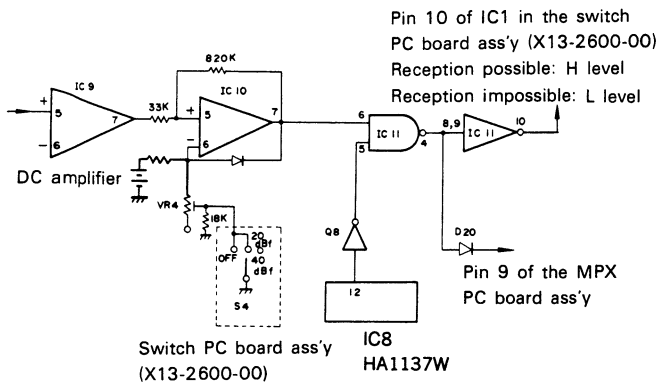 Pin 10 of IC1 in the switch
PC board ass'y (X13-2600-00)
Reception possible: H level
Reception impossible: L level
820K
IC 9
IC 10
+
5
7
33K
+
5
7
6
IC 11
8,9
IC 11
10
−
6
−
6
5
4
DC amplifier
VR4
18K
Q8
D20
20
dBf
OFF
40
dBf
S4
12
Pin 9 of the MPX
PC board ass'y
IC8
HA1137W
Switch PC board ass'y
(X13-2600-00)